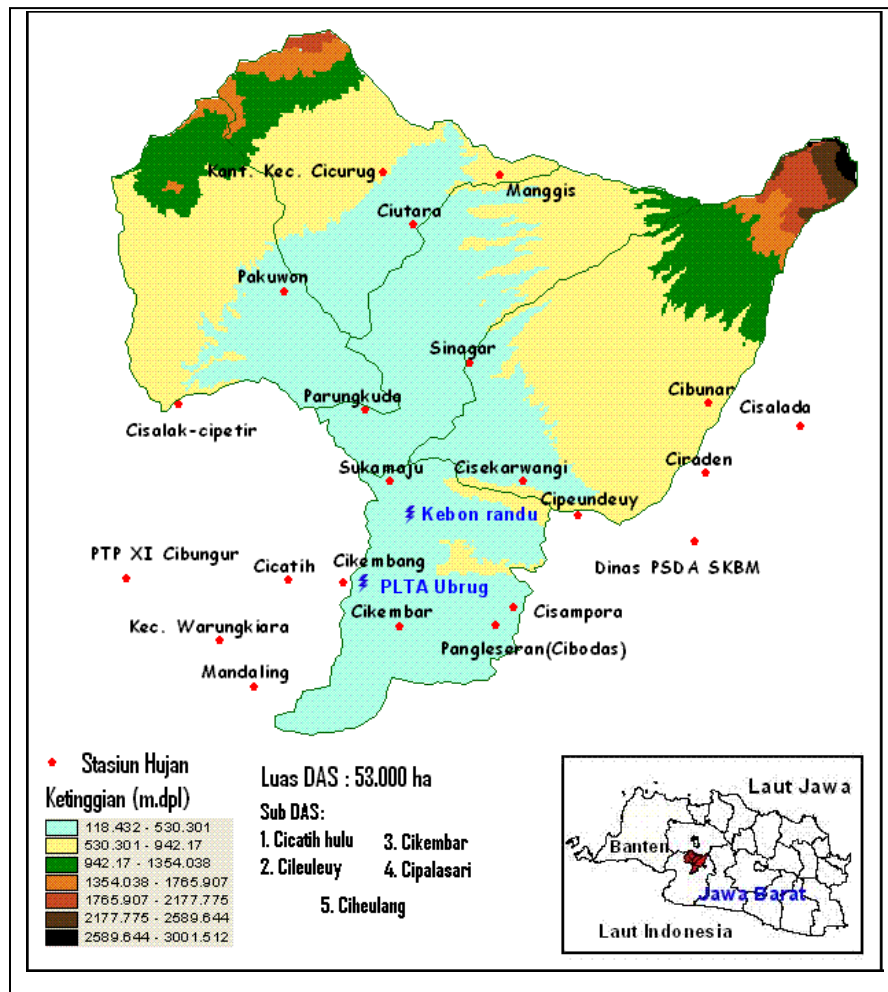 Kant. Kec. Cicurug
Manggis
Ciutara
Pakuwon
Sinagar
Parungkuda
Cibunar
Cisalada
Cisalak-cipetir
Sukamaju
Cisekarwangi
Ciraden
Kebon randu
Cipeundeuy
PTP XI Cibungur
Cicatih
Cikembang
Dinas PSDA SKBM
PLTA Ubrug
Kec. Warungkiara
Cikembar
Cisampora
Pangleseran(Cibodas)
Mandaling
Stasiun Hujan
Ketinggian (m.dpl)
118.432 - 530.301
530.301 - 942.17
942.17 - 1354.038
1354.038 - 1765.907
1765.907 - 2177.775
2177.775 - 2589.644
2589.644 - 3001.512
Luas DAS : 53.000 ha
Sub DAS:
1. Cicatih hulu
3. Cikembar
2. Cileuleuy
4. Cipalasari
5. Ciheulang
Laut Jawa
Banten
Jawa Barat
Laut Indonesia